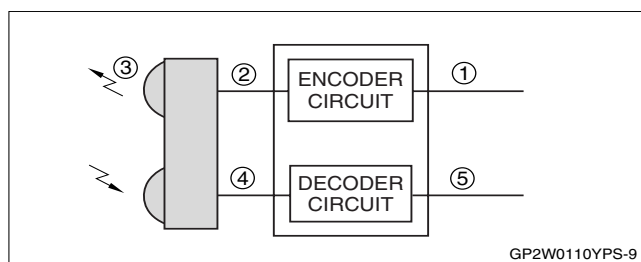 ③ ② ENCODER CIRCUIT ①
④ DECODER CIRCUIT ⑤
GP2W0110YPS-9